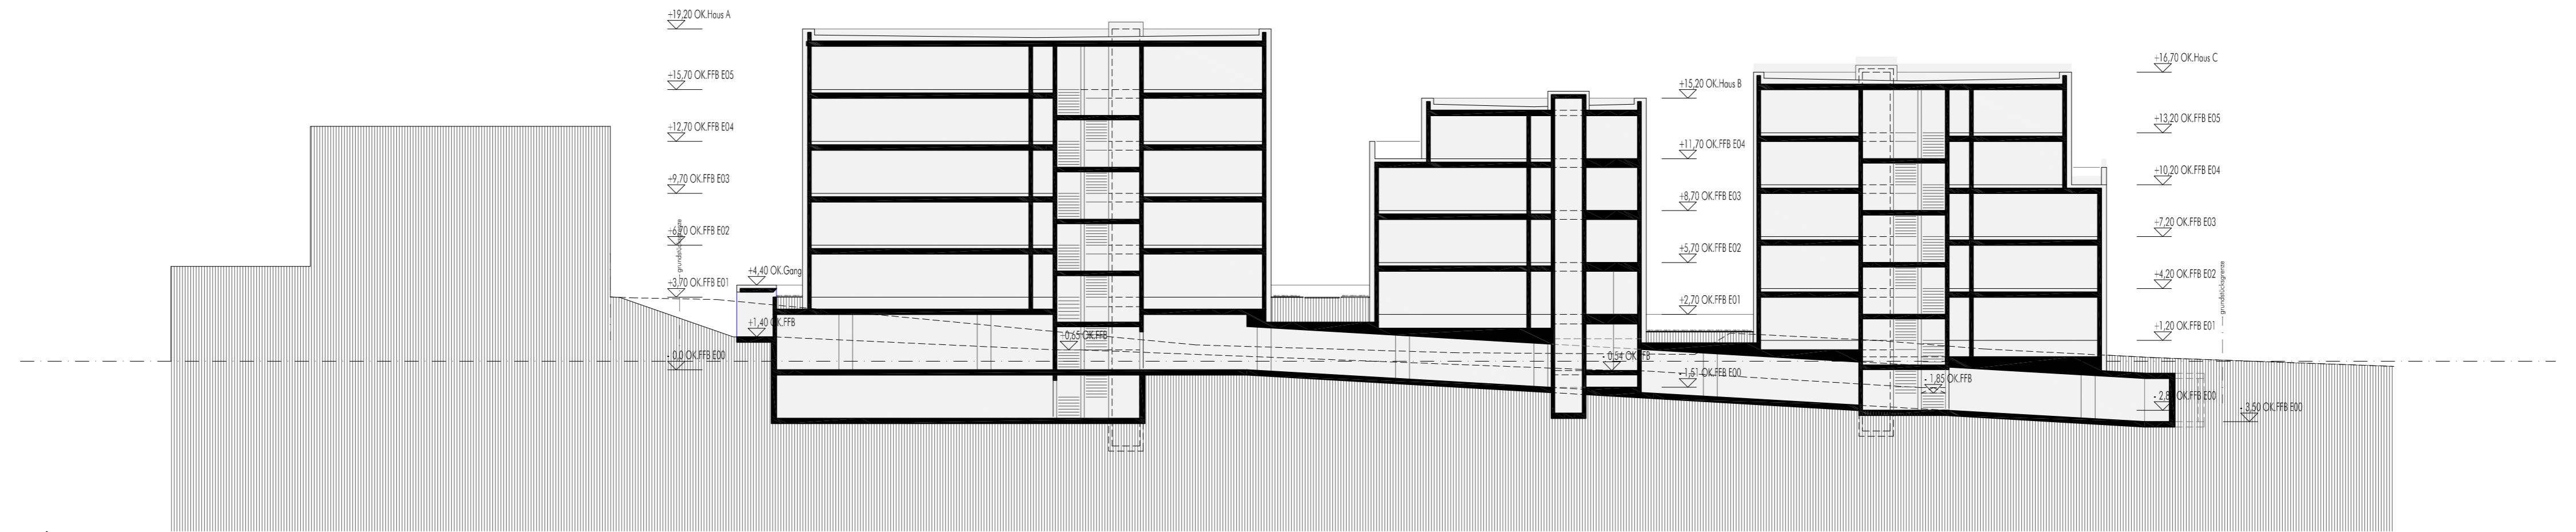 +19,20 OK.Haus A
+15,70 OK.FFB E05
+12,70 OK.FFB E04
+9,70 OK.FFB E03
+6,70 OK.FFB E02
grundstücksgrenze
+3,70 OK.FFB E01
- 0,0 OK.FFB E00
+4,40 OK.Gang
+1,40 OK.FFB
+0,65 OK.FFB
+15,20 OK.Haus B
+11,70 OK.FFB E04
+8,70 OK.FFB E03
+5,70 OK.FFB E02
+2,70 OK.FFB E01
- 0,54 OK.FFB
- 1,51 OK.FFB E00
- 1,85 OK.FFB
+16,70 OK.Haus C
+13,20 OK.FFB E05
+10,20 OK.FFB E04
+7,20 OK.FFB E03
+4,20 OK.FFB E02
+1,20 OK.FFB E01
grundstücksgrenze
OK.FFB E00
- 3,50 OK.FFB E00